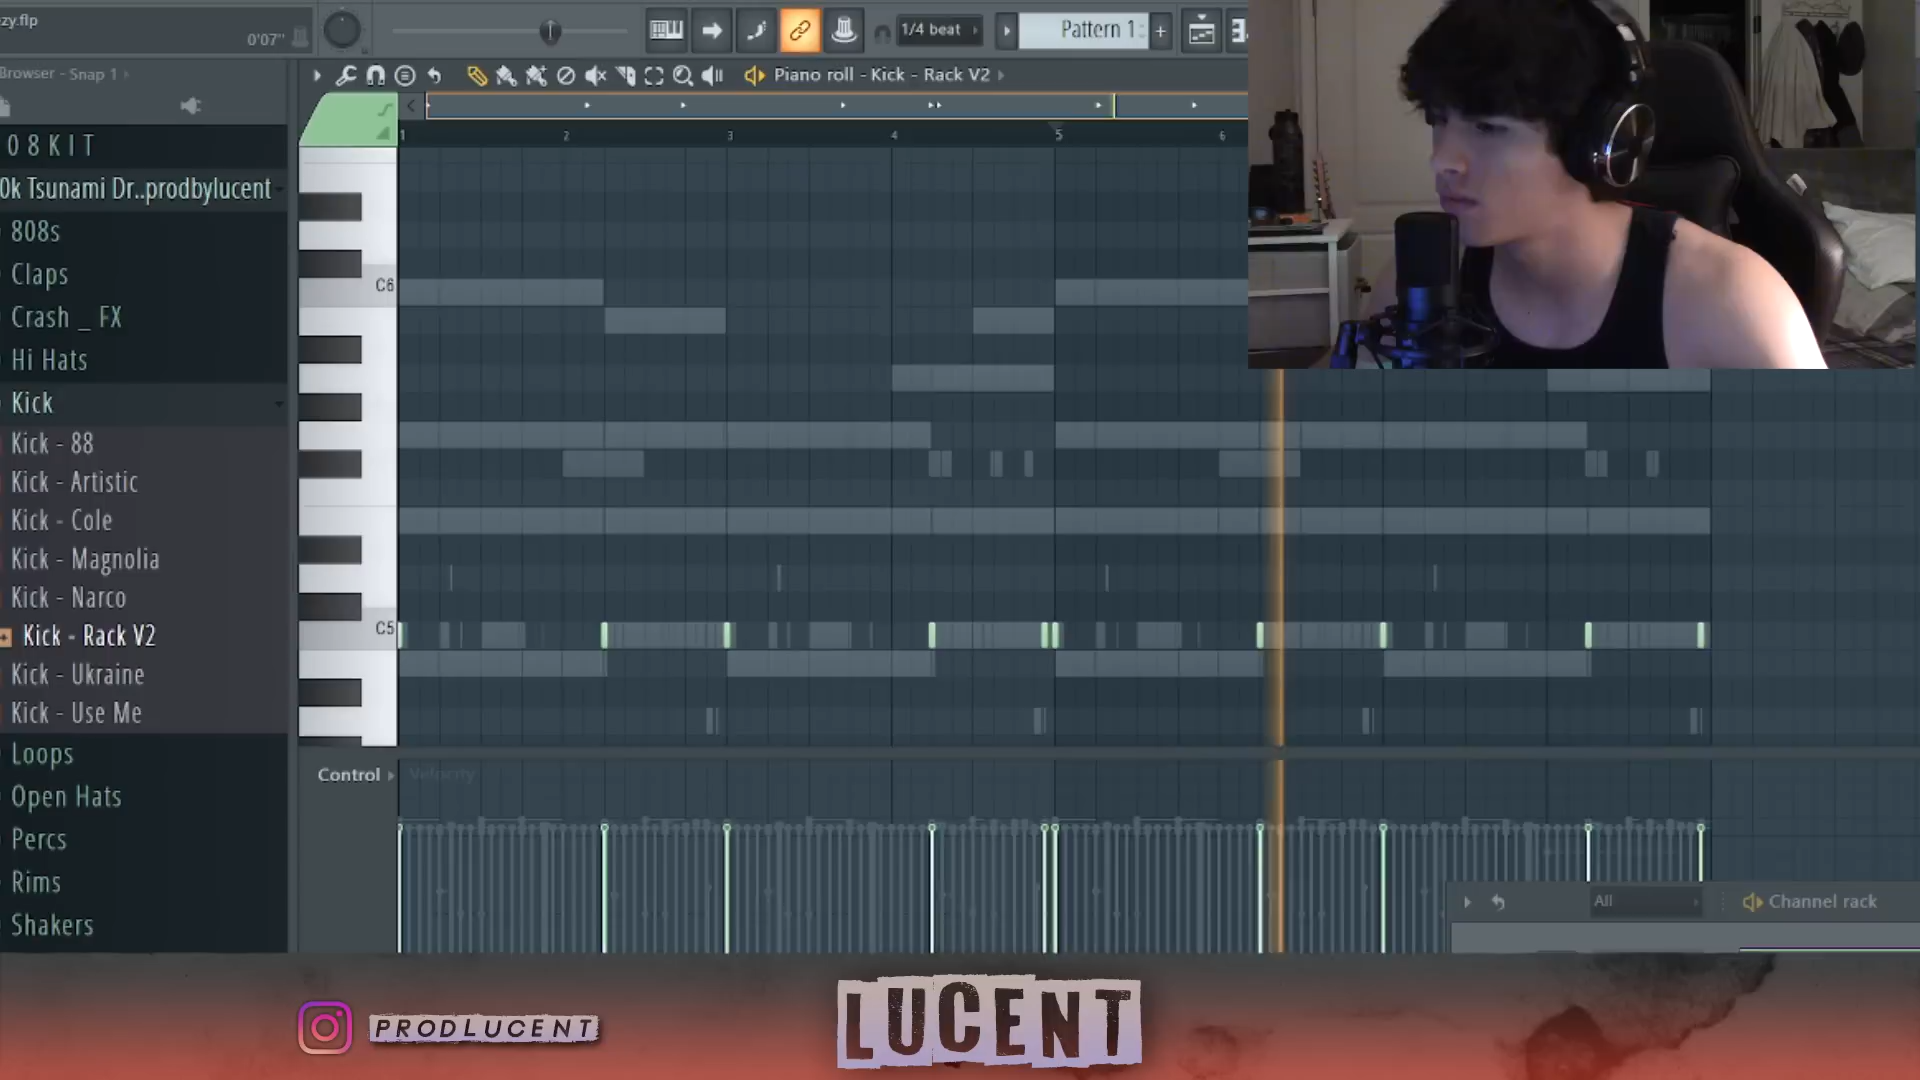 zy.flp
0'07"
1/4 beat
Pattern 1
Browser - Snap 1
Piano roll - Kick - Rack V2
1 2 3 4 5 6
0 8 K I T
0k Tsunami Dr..prodbylucent
808s
Claps
Crash _ FX
Hi Hats
Kick
Kick - 88
Kick - Artistic
Kick - Cole
Kick - Magnolia
Kick - Narco
Kick - Rack V2
Kick - Ukraine
Kick - Use Me
Loops
Open Hats
Percs
Rims
Shakers
C6
C5
Control
Velocity
All
Channel rack
PRODLUCENT
LUCENT